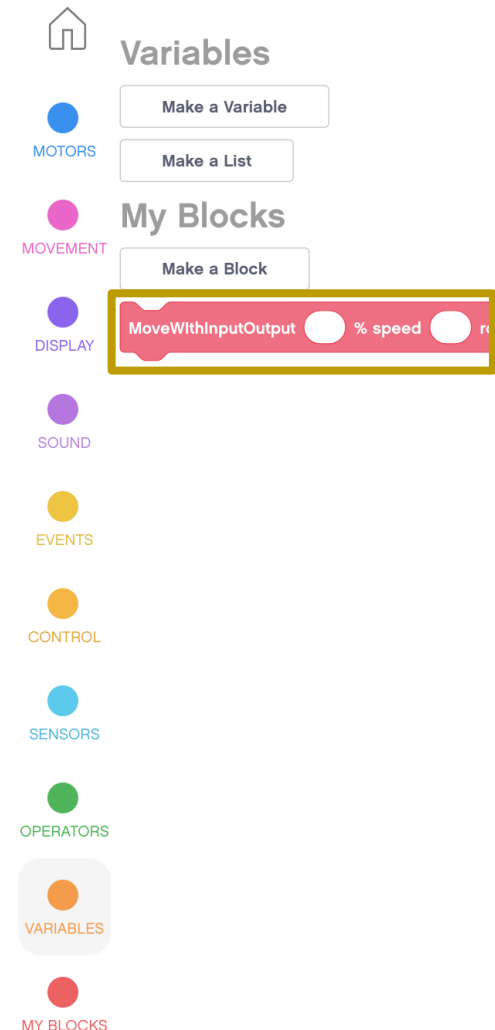 Variables
Make a Variable
Make a List
My Blocks
Make a Block
MoveWIthInputOutput % speed
MOTORS
MOVEMENT
DISPLAY
SOUND
EVENTS
CONTROL
SENSORS
OPERATORS
VARIABLES
MY BLOCKS